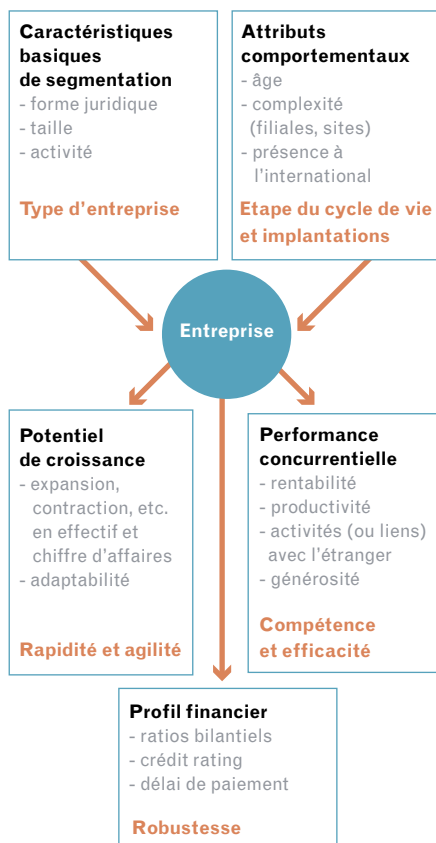 Caractéristiques
basiques
de segmentation
- forme juridique
- taille
- activité
Type d'entreprise
Attributs
comportementaux
- âge
- complexité
(filiales, sites)
- présence à
l'international
Etape du cycle de vie
et implantations
Entreprise
Potentiel
de croissance
- expansion,
contraction, etc.
en effectif et
chiffre d'affaires
- adaptabilité
Rapidité et agilité
Performance
concurrentielle
- rentabilité
- productivité
- activités (ou liens)
avec l'étranger
- générosité
Compétence
et efficacité
Profil financier
- ratios bilantiels
- crédit rating
- délai de paiement
Robustesse